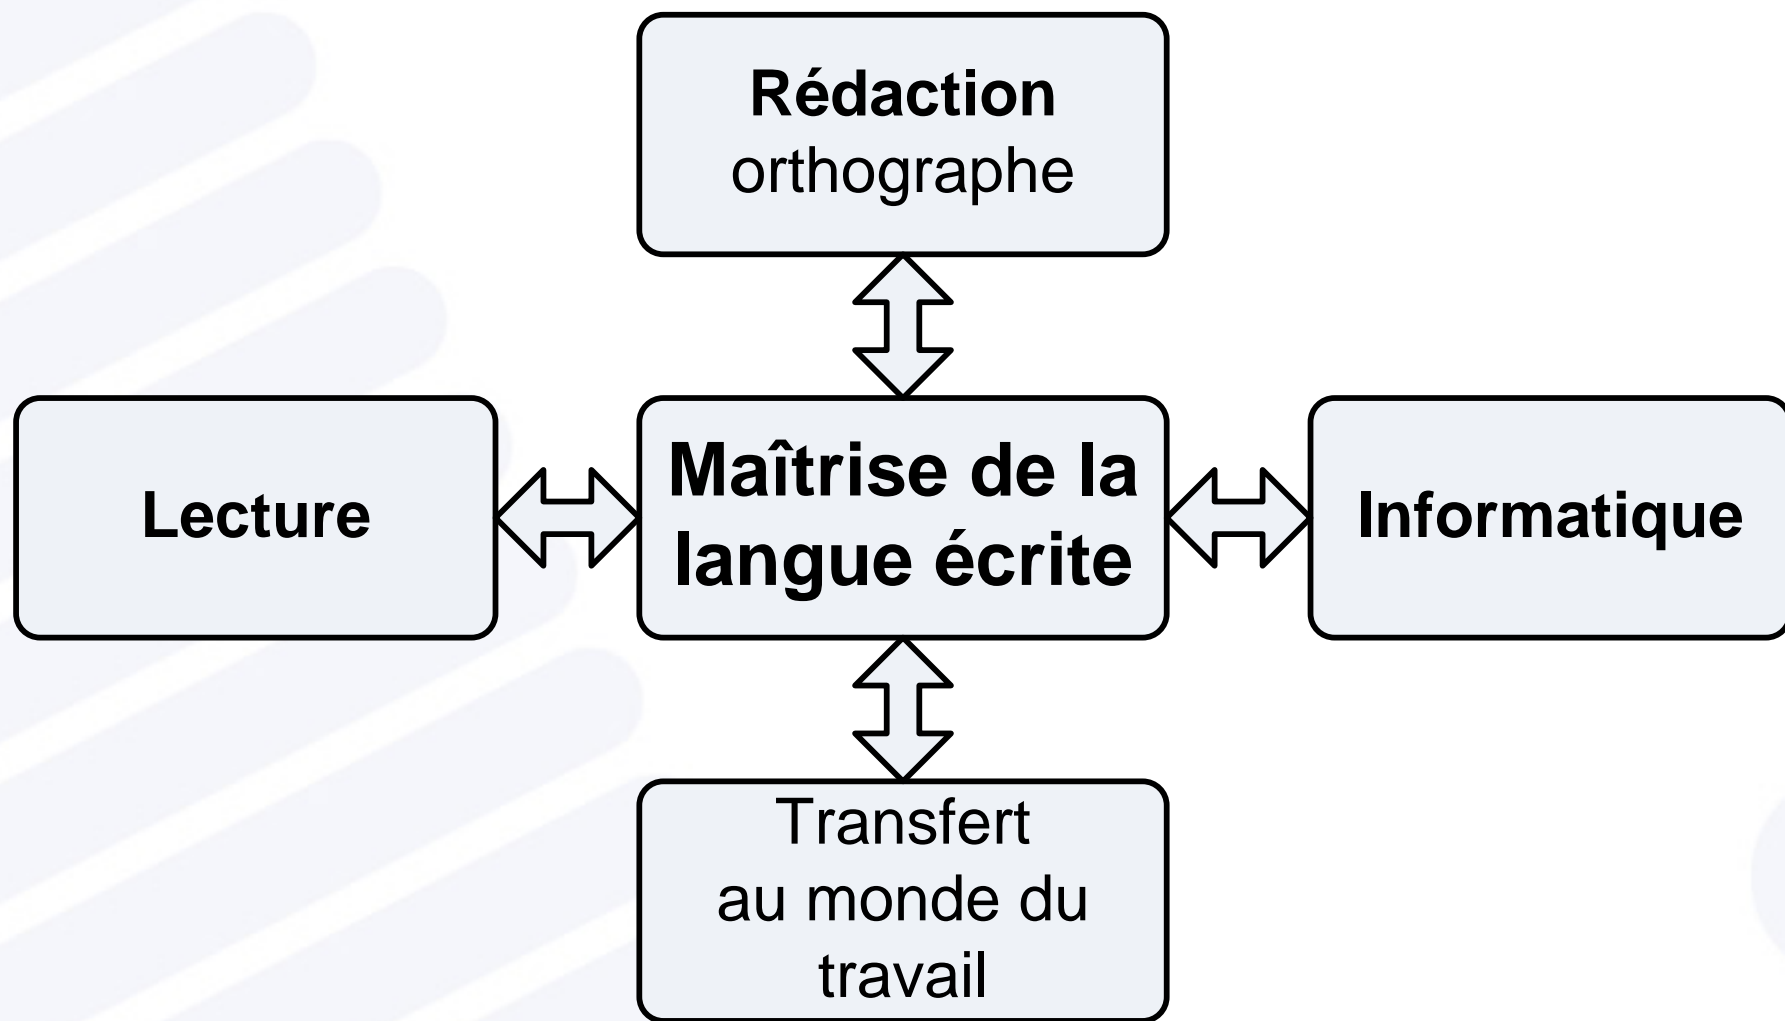 Rédaction
orthographe
Lecture
Maîtrise de la
langue écrite
Informatique
Transfert
au monde du
travail